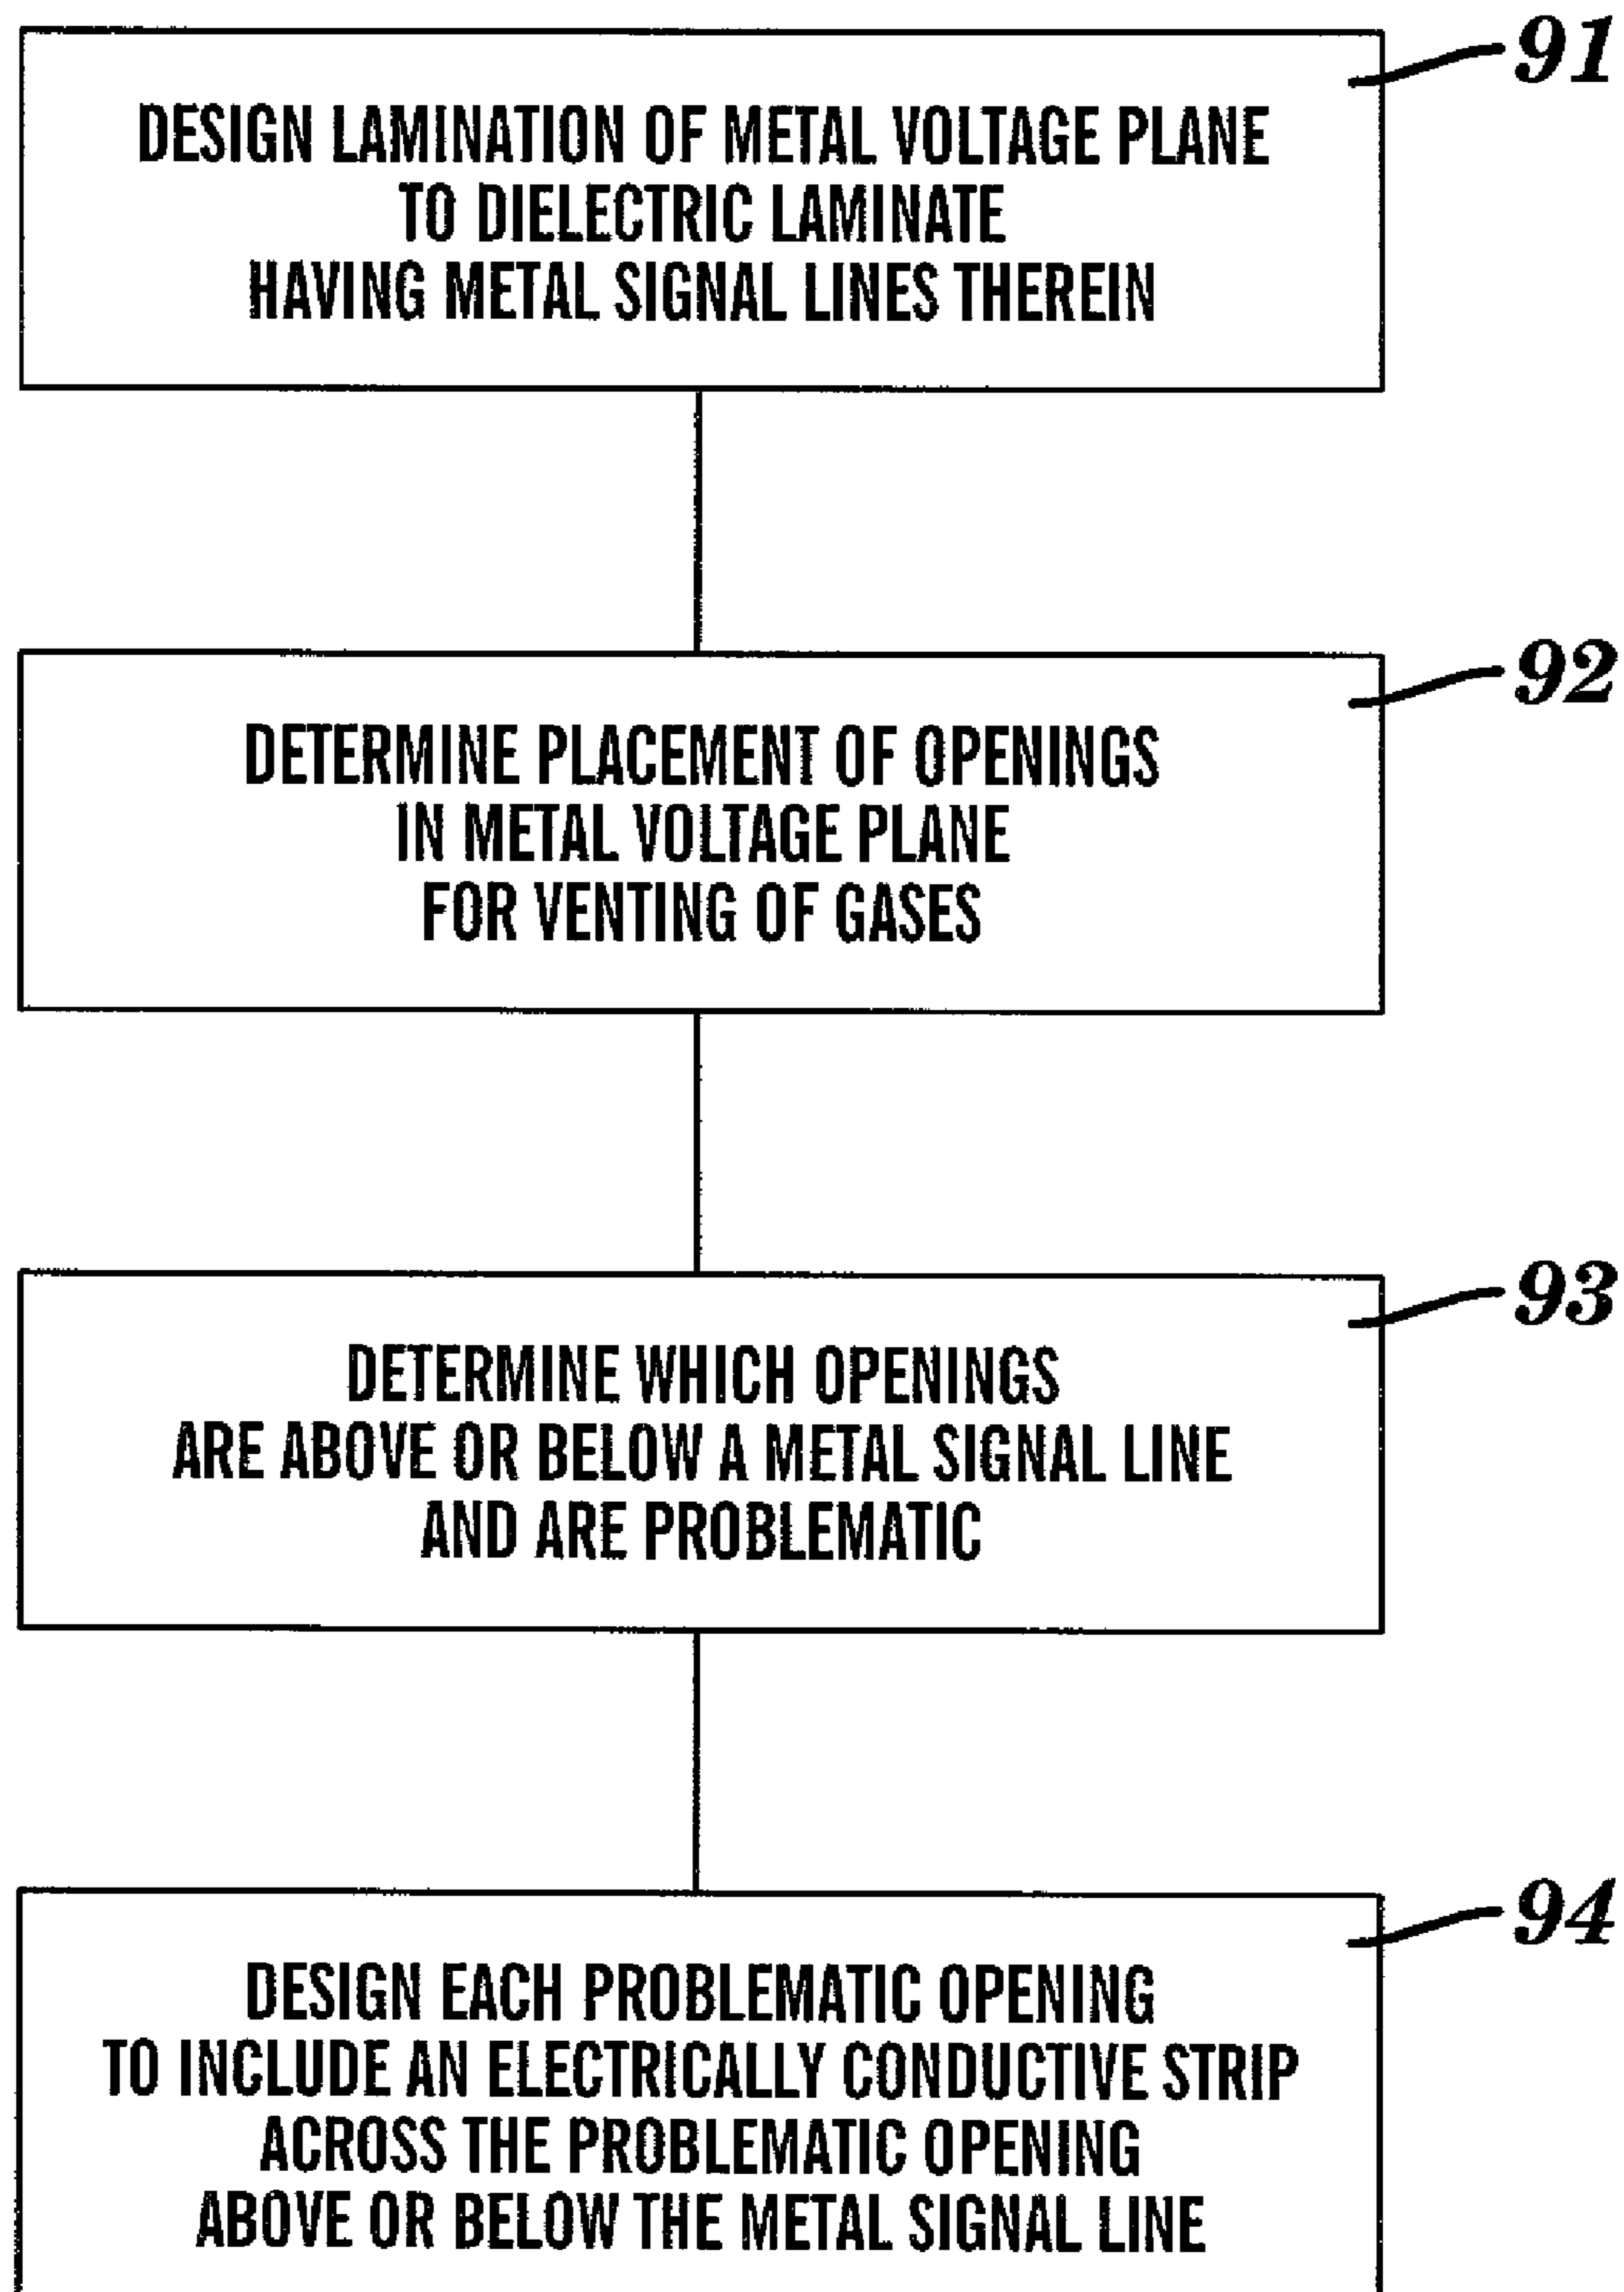 91
DESIGN LAMINATION OF METAL VOLTAGE PLANE
TO DIELECTRIC LAMINATE
HAVING METAL SIGNAL LINES THEREIN
92
DETERMINE PLACEMENT OF OPENINGS
IN METAL VOLTAGE PLANE
FOR VENTING OF GASES
93
DETERMINE WHICH OPENINGS
ARE ABOVE OR BELOW A METAL SIGNAL LINE
AND ARE PROBLEMATIC
94
DESIGN EACH PROBLEMATIC OPENING
TO INCLUDE AN ELECTRICALLY CONDUCTIVE STRIP
ACROSS THE PROBLEMATIC OPENING
ABOVE OR BELOW THE METAL SIGNAL LINE